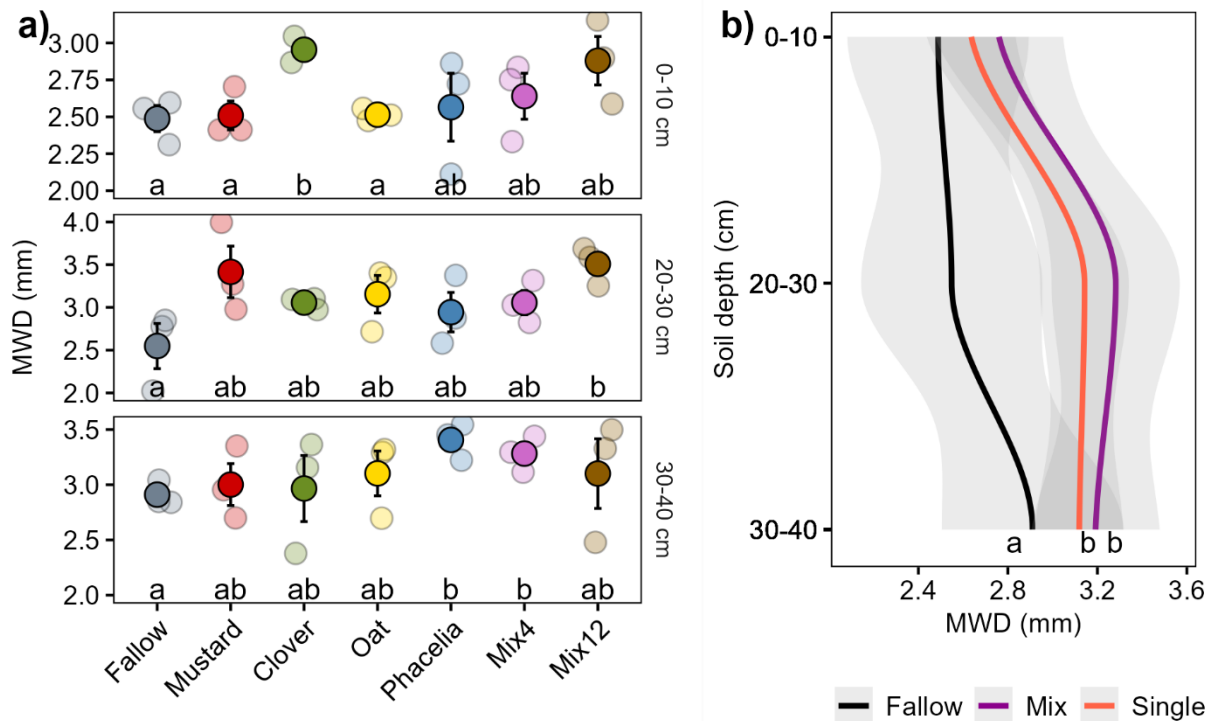 a)
MWD (mm)
3.00
2.75
2.50
2.25
2.00
a a b a ab ab ab
0-10 cm
4.0
3.5
3.0
2.5
2.0
a ab ab ab ab ab b
20-30 cm
3.5
3.0
2.5
2.0
a ab ab ab b b ab
30-40 cm
Fallow Mustard Clover Oat Phacelia Mix4 Mix12
b)
Soil depth (cm)
0-10
20-30
30-40
a b b
2.4 2.8 3.2 3.6
MWD (mm)
Fallow Mix Single